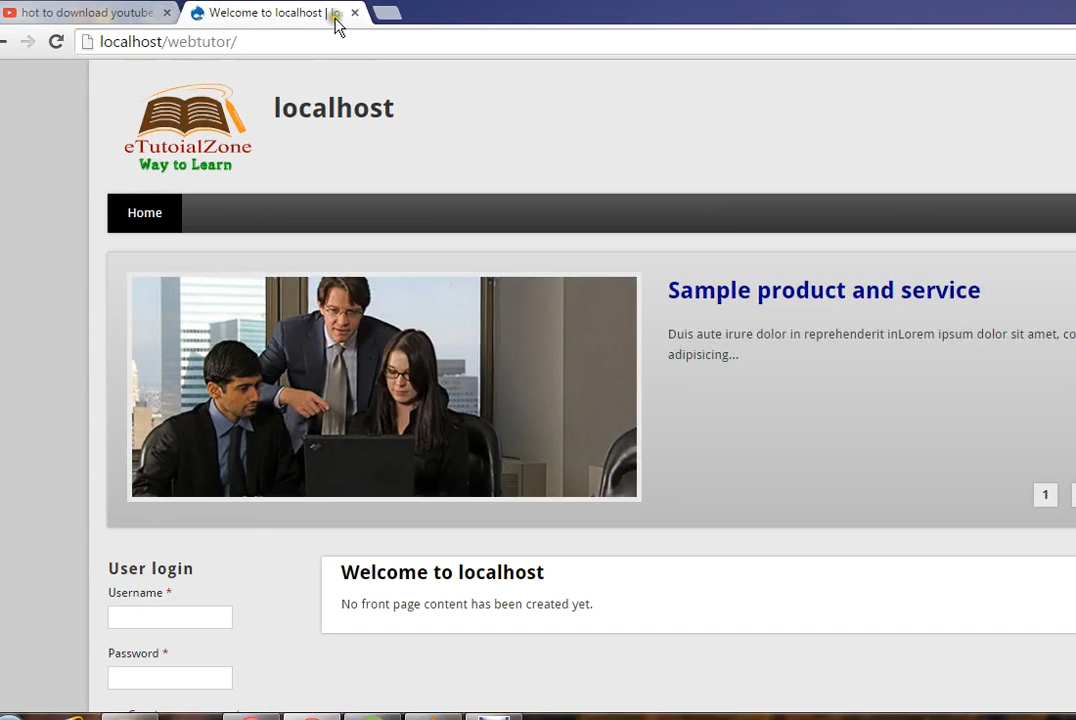 hot to download youtube
Welcome to localhost |
localhost/webtutor/
eTutoialZone
Way to Learn
localhost
Home
Sample product and service
Duis aute irure dolor in reprehenderit inLorem ipsum dolor sit amet, co
adipisicing...
1
User login
Username *
Password *
Welcome to localhost
No front page content has been created yet.